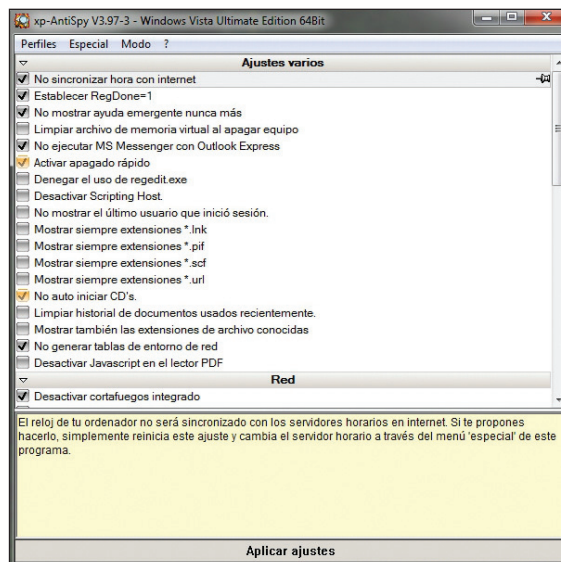 xp-AntiSpy V3.97-3 - Windows Vista Ultimate Edition 64Bit
Perfiles Especial Modo ?
Ajustes varios
No sincronizar hora con internet
Establecer RegDone=1
No mostrar ayuda emergente nunca más
Limpiar archivo de memoria virtual al apagar equipo
No ejecutar MS Messenger con Outlook Express
Activar apagado rápido
Denegar el uso de regedit.exe
Desactivar Scripting Host.
No mostrar el último usuario que inició sesión.
Mostrar siempre extensiones *.lnk
Mostrar siempre extensiones *.pif
Mostrar siempre extensiones *.scf
Mostrar siempre extensiones *.url
No auto iniciar CD's.
Limpiar historial de documentos usados recientemente.
Mostrar también las extensiones de archivo conocidas
No generar tablas de entorno de red
Desactivar Javascript en el lector PDF
Red
Desactivar cortafuegos integrado
El reloj de tu ordenador no será sincronizado con los servidores horarios en internet. Si te propones
hacerlo, simplemente reinicia este ajuste y cambia el servidor horario a través del menú 'especial' de este
programa.
Aplicar ajustes